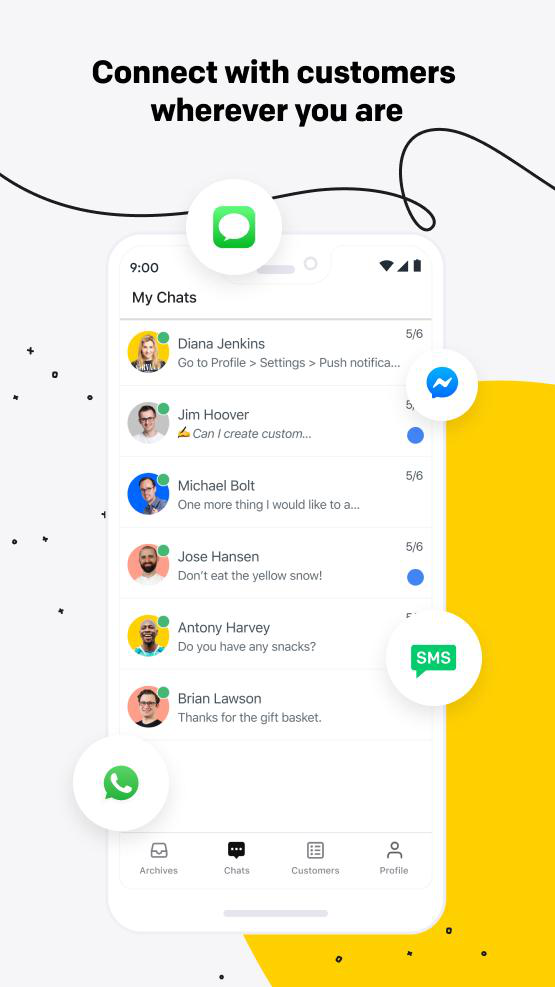 Connect with customers
wherever you are
9:00
My Chats
Diana Jenkins
5/6
Go to Profile > Settings > Push notifica...
Jim Hoover
Can I create custom...
Michael Bolt
5/6
One more thing I would like to a...
Jose Hansen
5/6
Don't eat the yellow snow!
Antony Harvey
Do you have any snacks?
SMS
Brian Lawson
Thanks for the gift basket.
Archives
Chats
Customers
Profile